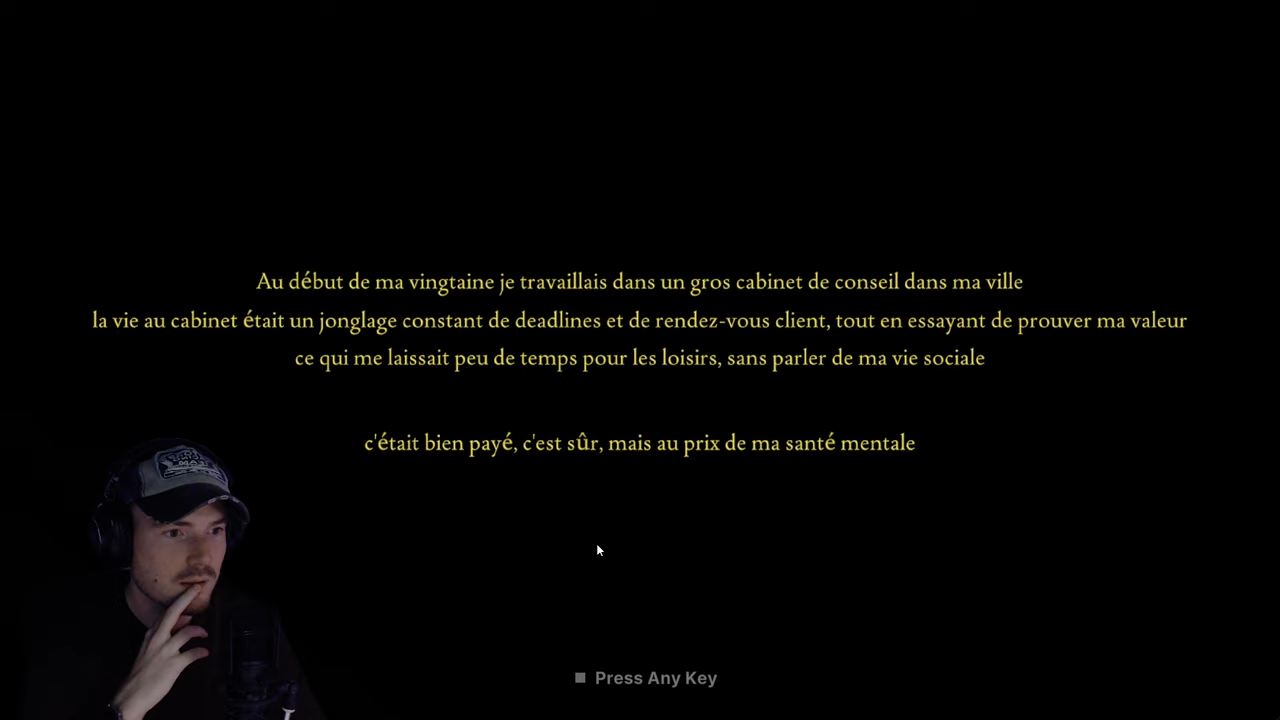 Au début de ma vingtaine je travaillais dans un gros cabinet de conseil dans ma ville
la vie au cabinet était un jonglage constant de deadlines et de rendez-vous client, tout en essayant de prouver ma valeur
ce qui me laissait peu de temps pour les loisirs, sans parler de ma vie sociale
c'était bien payé, c'est sûr, mais au prix de ma santé mentale
Press Any Key